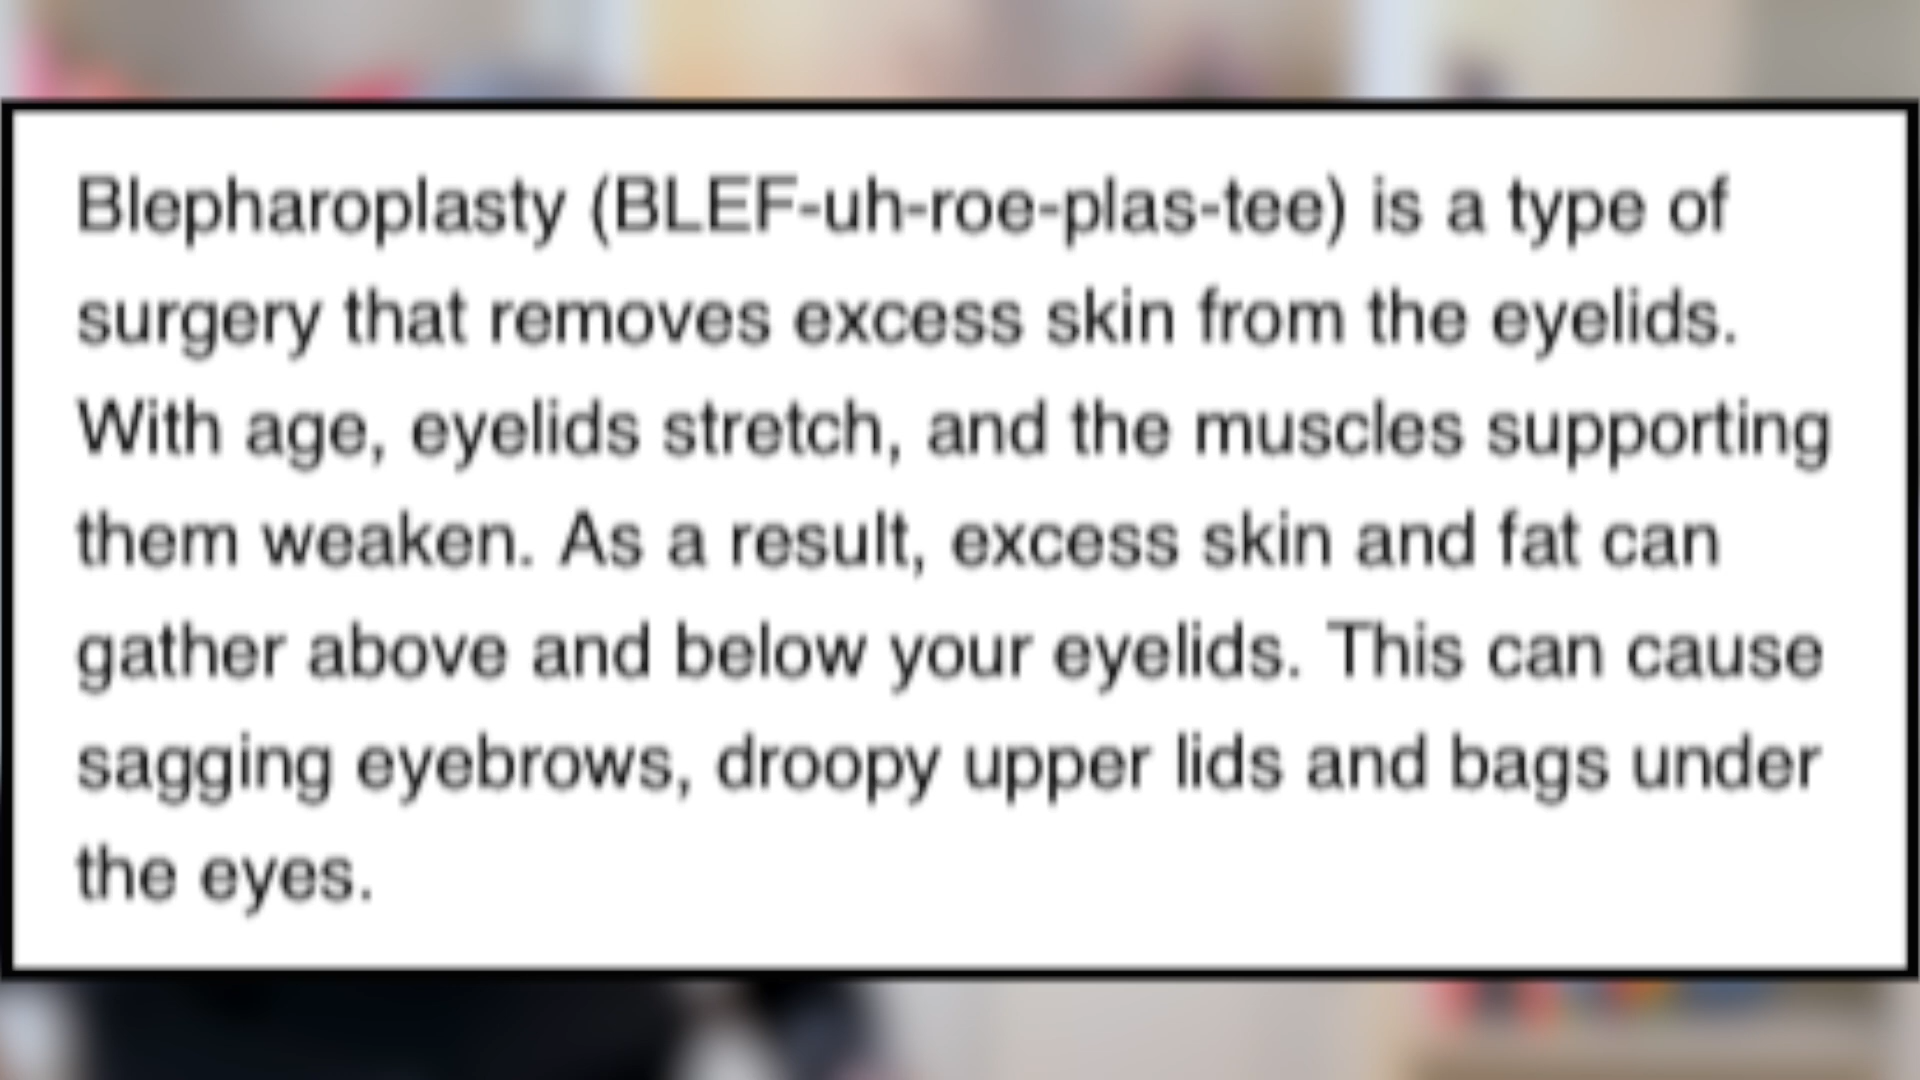 Blepharoplasty (BLEF-uh-roe-plas-tee) is a type of
surgery that removes excess skin from the eyelids.
With age, eyelids stretch, and the muscles supporting
them weaken. As a result, excess skin and fat can
gather above and below your eyelids. This can cause
sagging eyebrows, droopy upper lids and bags under
the eyes.